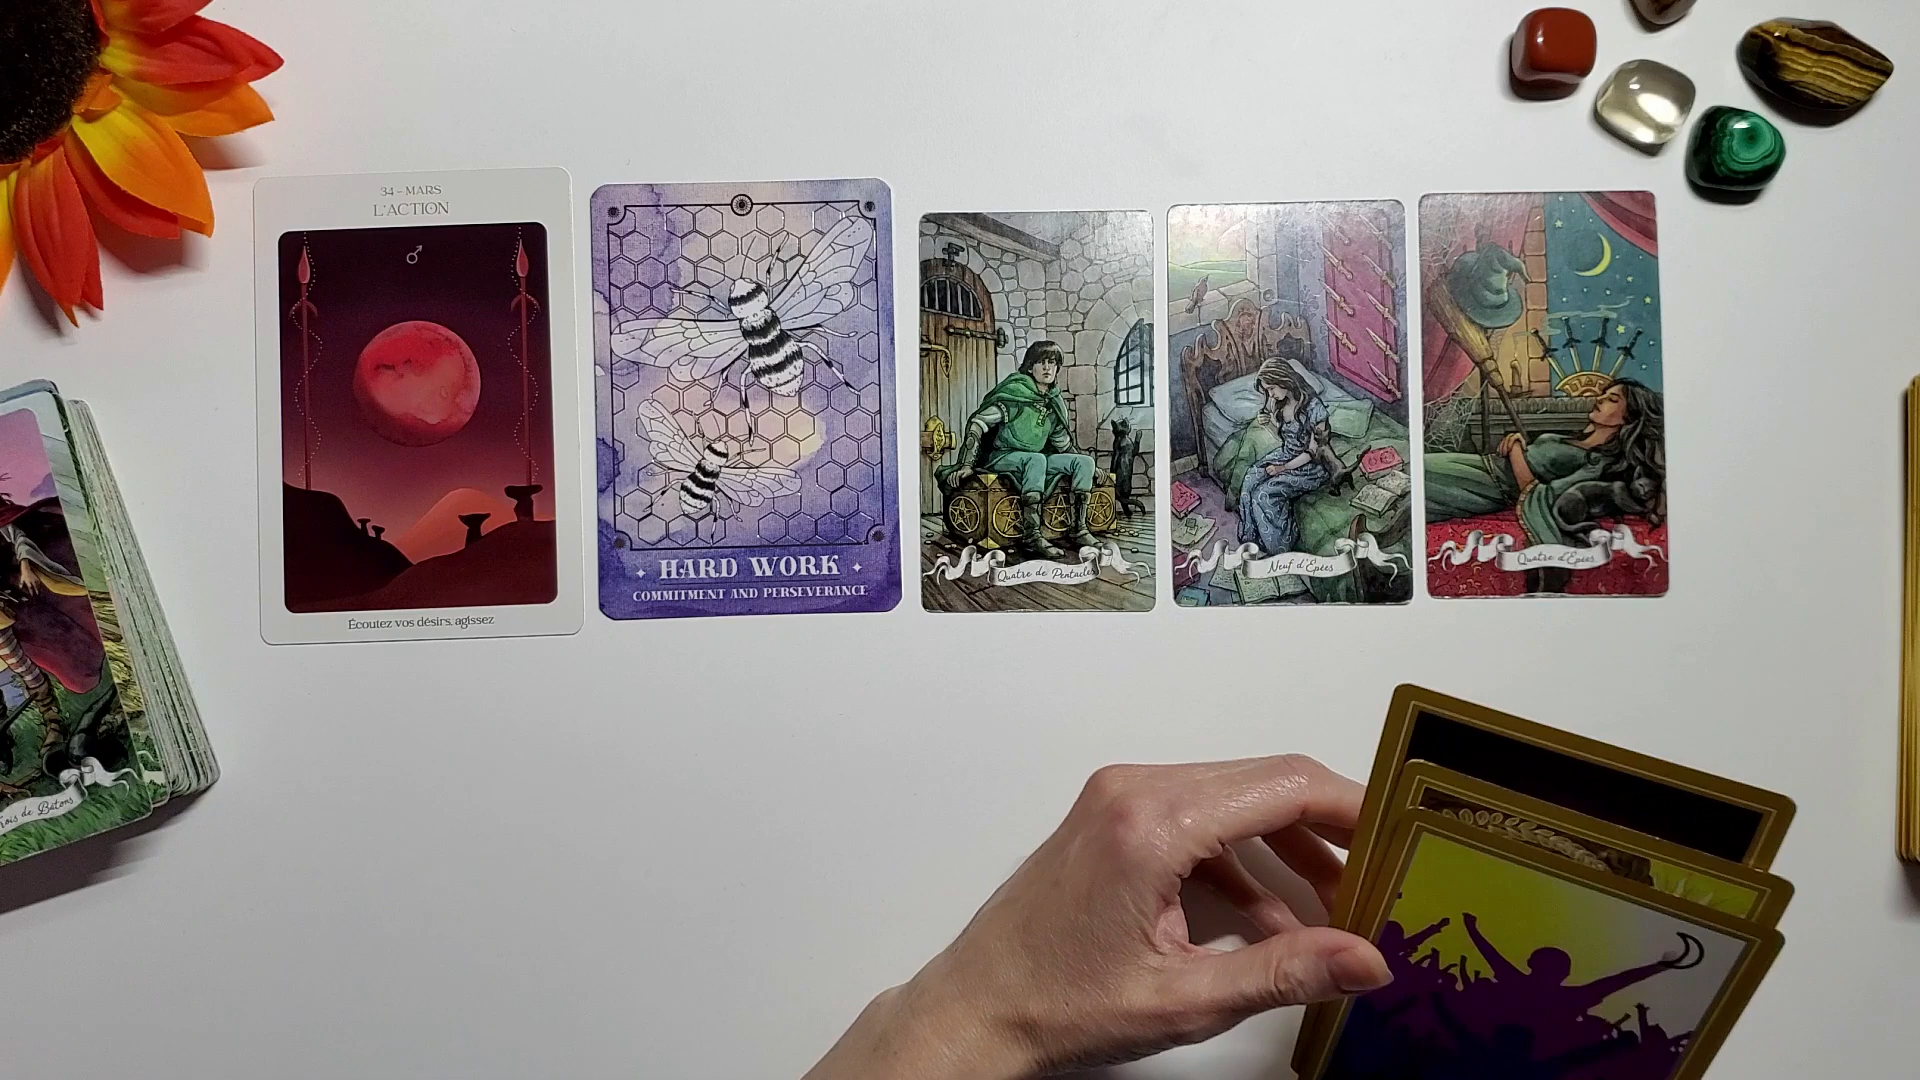 34 - MARS
L'ACTION
Écoutez vos désirs, agissez
HARD WORK
COMMITMENT AND PERSEVERANCE
Quatre de Pentacles
Neuf d'Épées
Quatre d'Épées
Trois de Bâtons